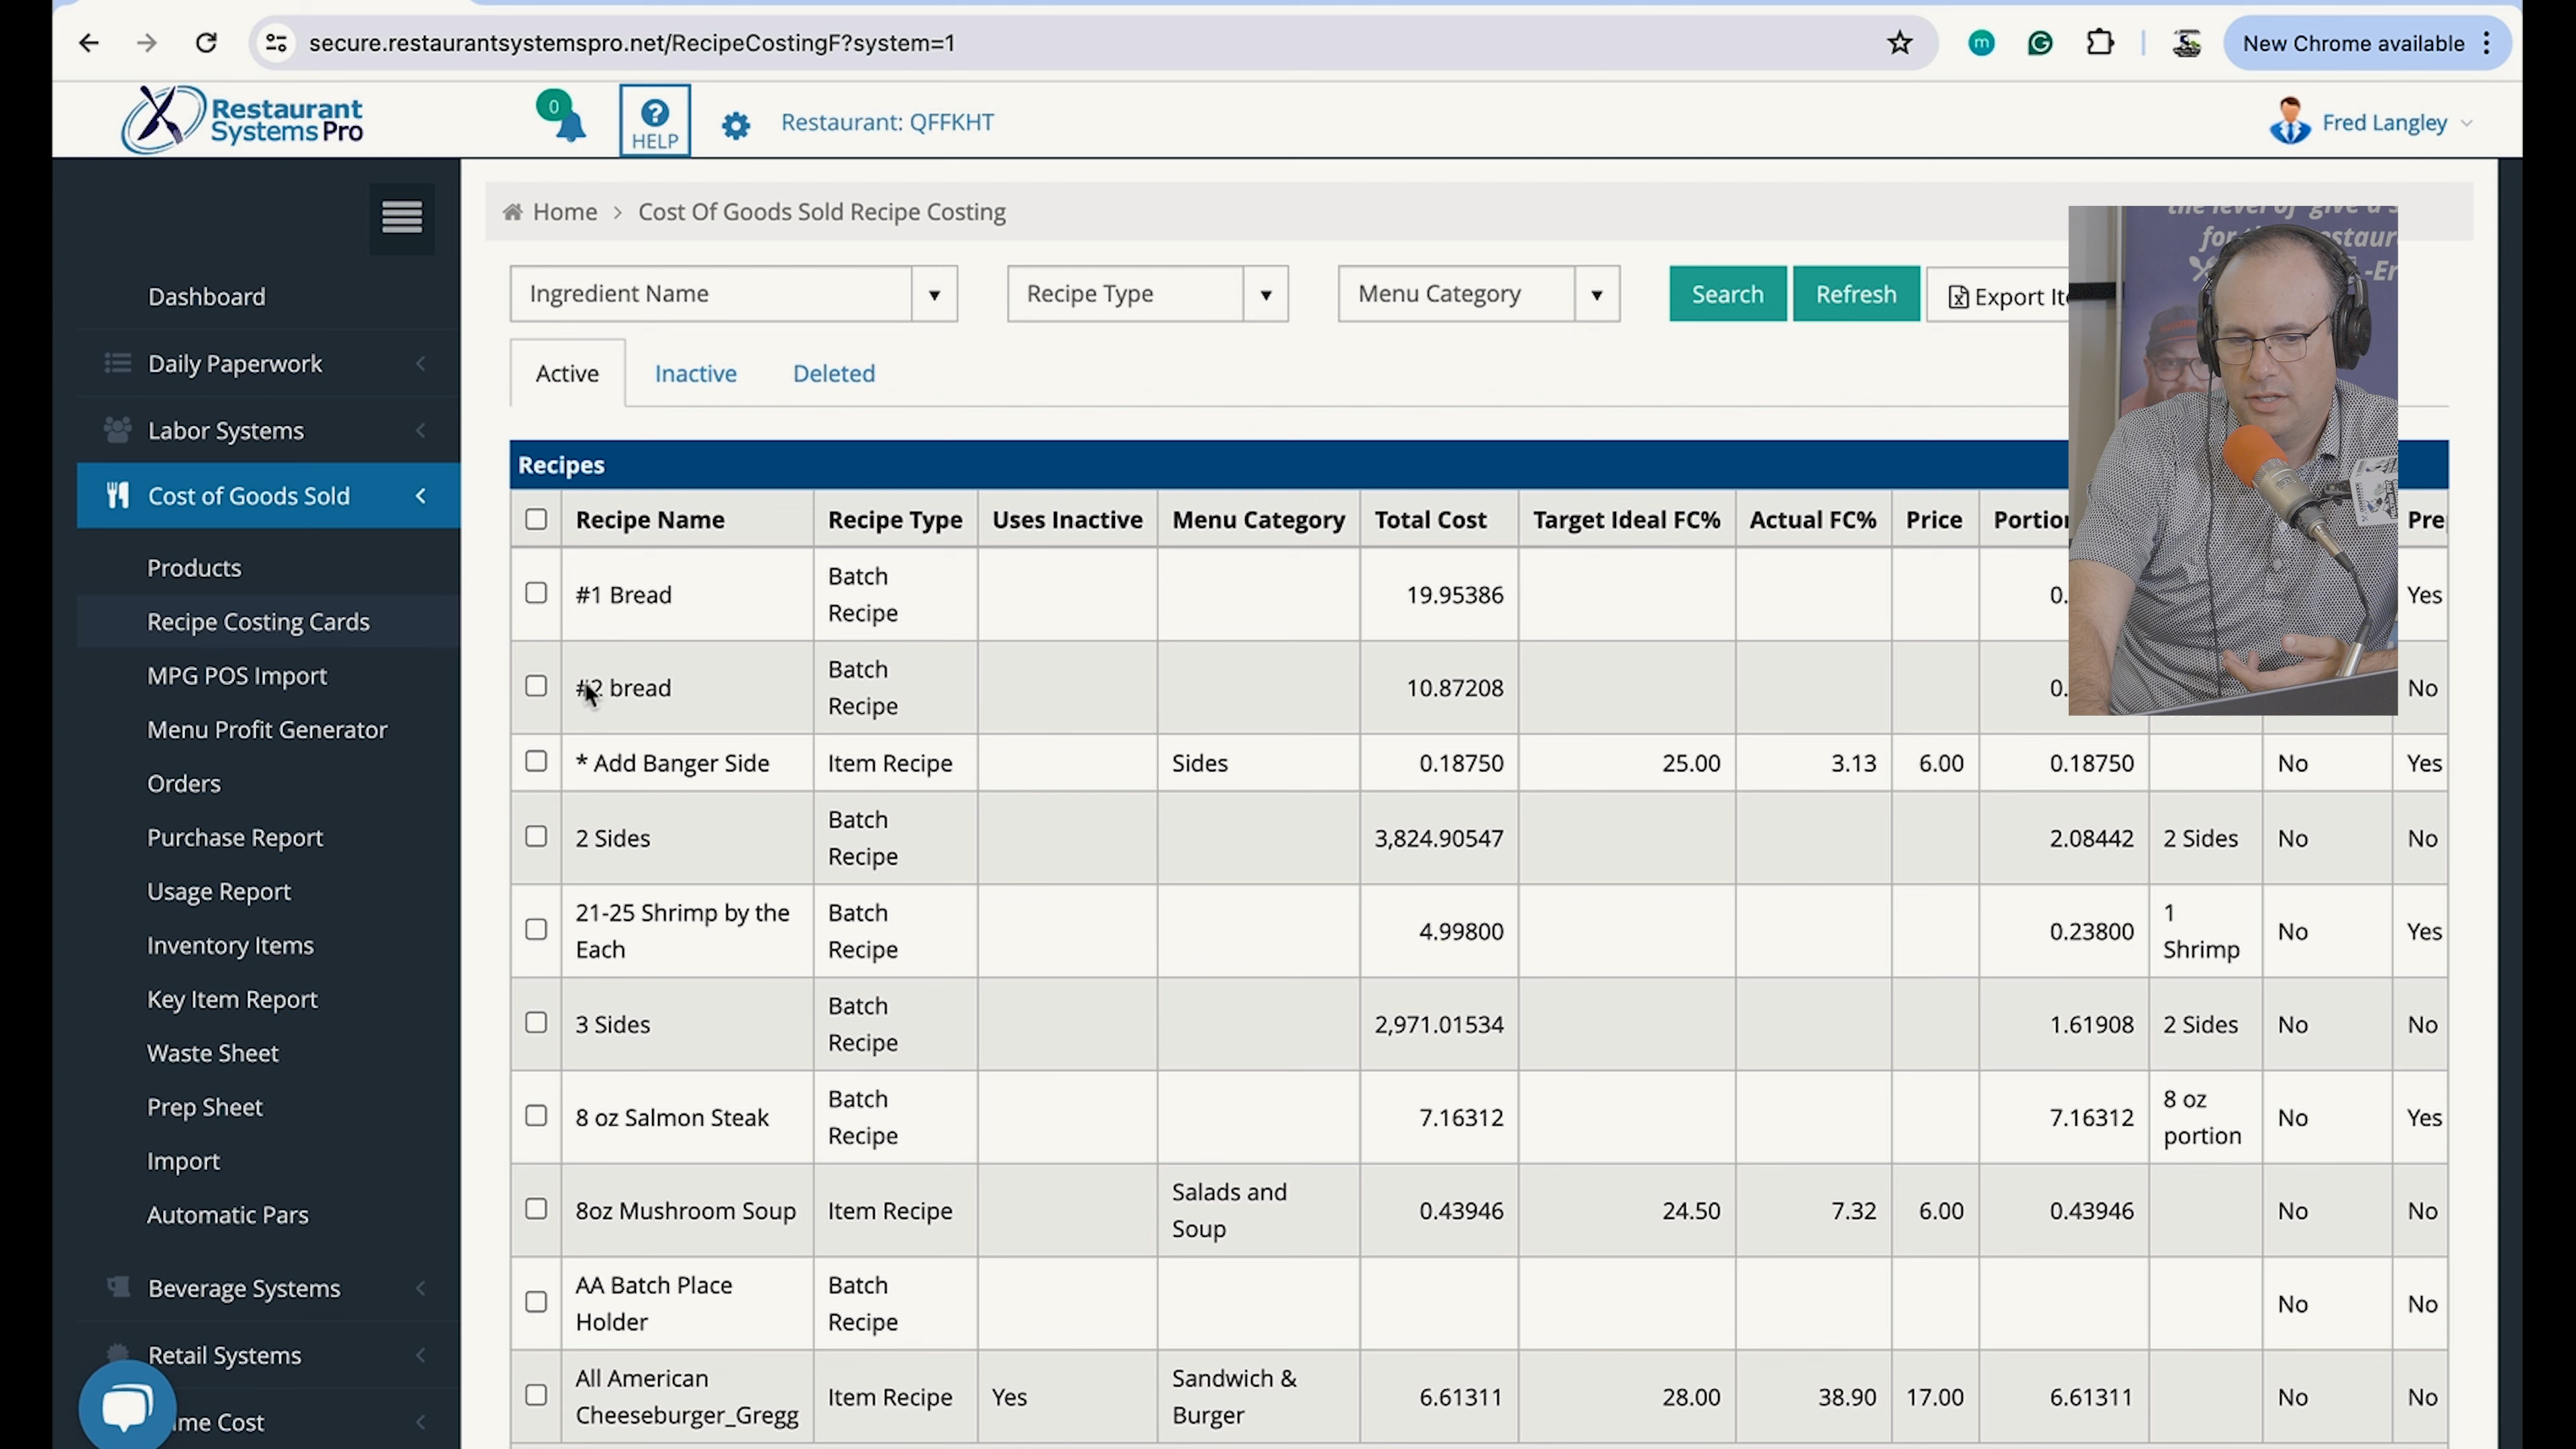 secure.restaurantsystemspro.net/RecipeCostingF?system=1
m
New Chrome available
Restaurant
Systems Pro
0
HELP
Restaurant: QFFKHT
Fred Langley
Home > Cost Of Goods Sold Recipe Costing
Ingredient Name
Recipe Type
Menu Category
Search
Refresh
Export
the level of give a
for
-Er
Active
Inactive
Deleted
Dashboard
Daily Paperwork
Labor Systems
Cost of Goods Sold
Products
Recipe Costing Cards
MPG POS Import
Menu Profit Generator
Orders
Purchase Report
Usage Report
Inventory Items
Key Item Report
Waste Sheet
Prep Sheet
Import
Automatic Pars
Beverage Systems
Retail Systems
Cost
Recipes
Recipe Name Recipe Type Uses Inactive Menu Category Total Cost Target Ideal FC% Actual FC% Price Portion Pre
#1 Bread Batch Recipe 19.95386 0. Yes
#2 bread Batch Recipe 10.87208 0. No
* Add Banger Side Item Recipe Sides 0.18750 25.00 3.13 6.00 0.18750 No Yes
2 Sides Batch Recipe 3,824.90547 2.08442 2 Sides No No
21-25 Shrimp by the Each Batch Recipe 4.99800 0.23800 1 Shrimp No Yes
3 Sides Batch Recipe 2,971.01534 1.61908 2 Sides No No
8 oz Salmon Steak Batch Recipe 7.16312 7.16312 8 oz portion No Yes
8oz Mushroom Soup Item Recipe Salads and Soup 0.43946 24.50 7.32 6.00 0.43946 No No
AA Batch Place Holder Batch Recipe No No
All American Cheeseburger_Gregg Item Recipe Yes Sandwich & Burger 6.61311 28.00 38.90 17.00 6.61311 No No